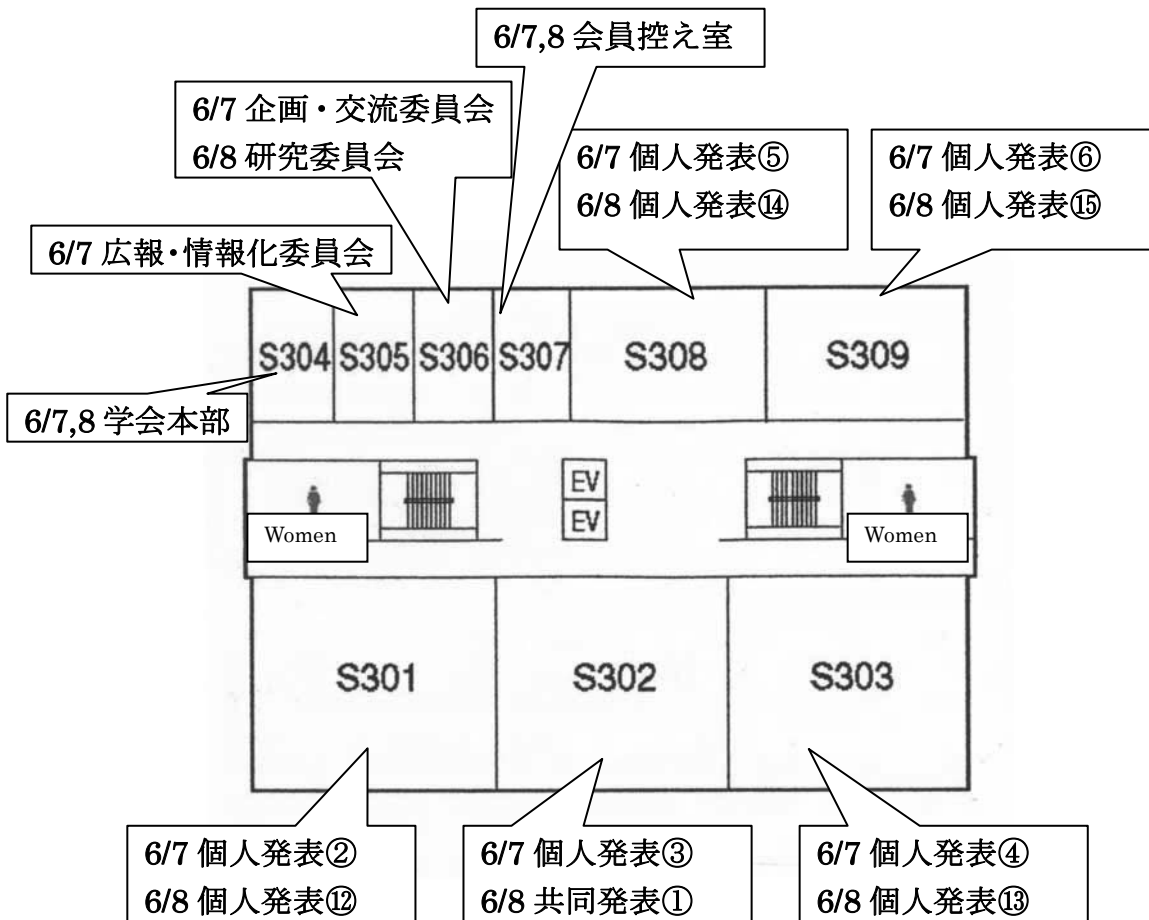 6/7,8 会員控え室
6/7 企画・交流委員会
6/8 研究委員会
6/7 個人発表⑤
6/8 個人発表⑭
6/7 個人発表⑥
6/8 個人発表⑮
6/7 広報・情報化委員会
S304
S305
S306
S307
S308
S309
6/7,8 学会本部
EV
EV
Women
Women
S301
S302
S303
6/7 個人発表②
6/8 個人発表⑫
6/7 個人発表③
6/8 共同発表①
6/7 個人発表④
6/8 個人発表⑬